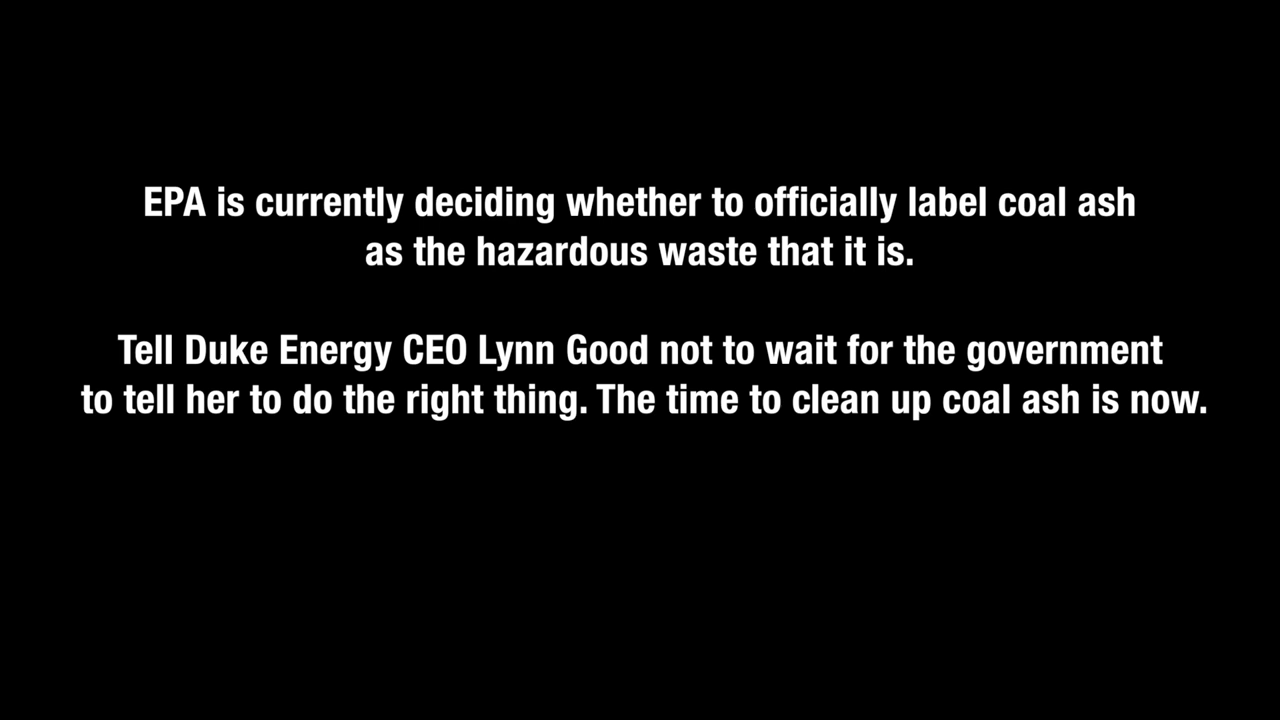 EPA is currently deciding whether to officially label coal ash
as the hazardous waste that it is.
Tell Duke Energy CEO Lynn Good not to wait for the government
to tell her to do the right thing. The time to clean up coal ash is now.